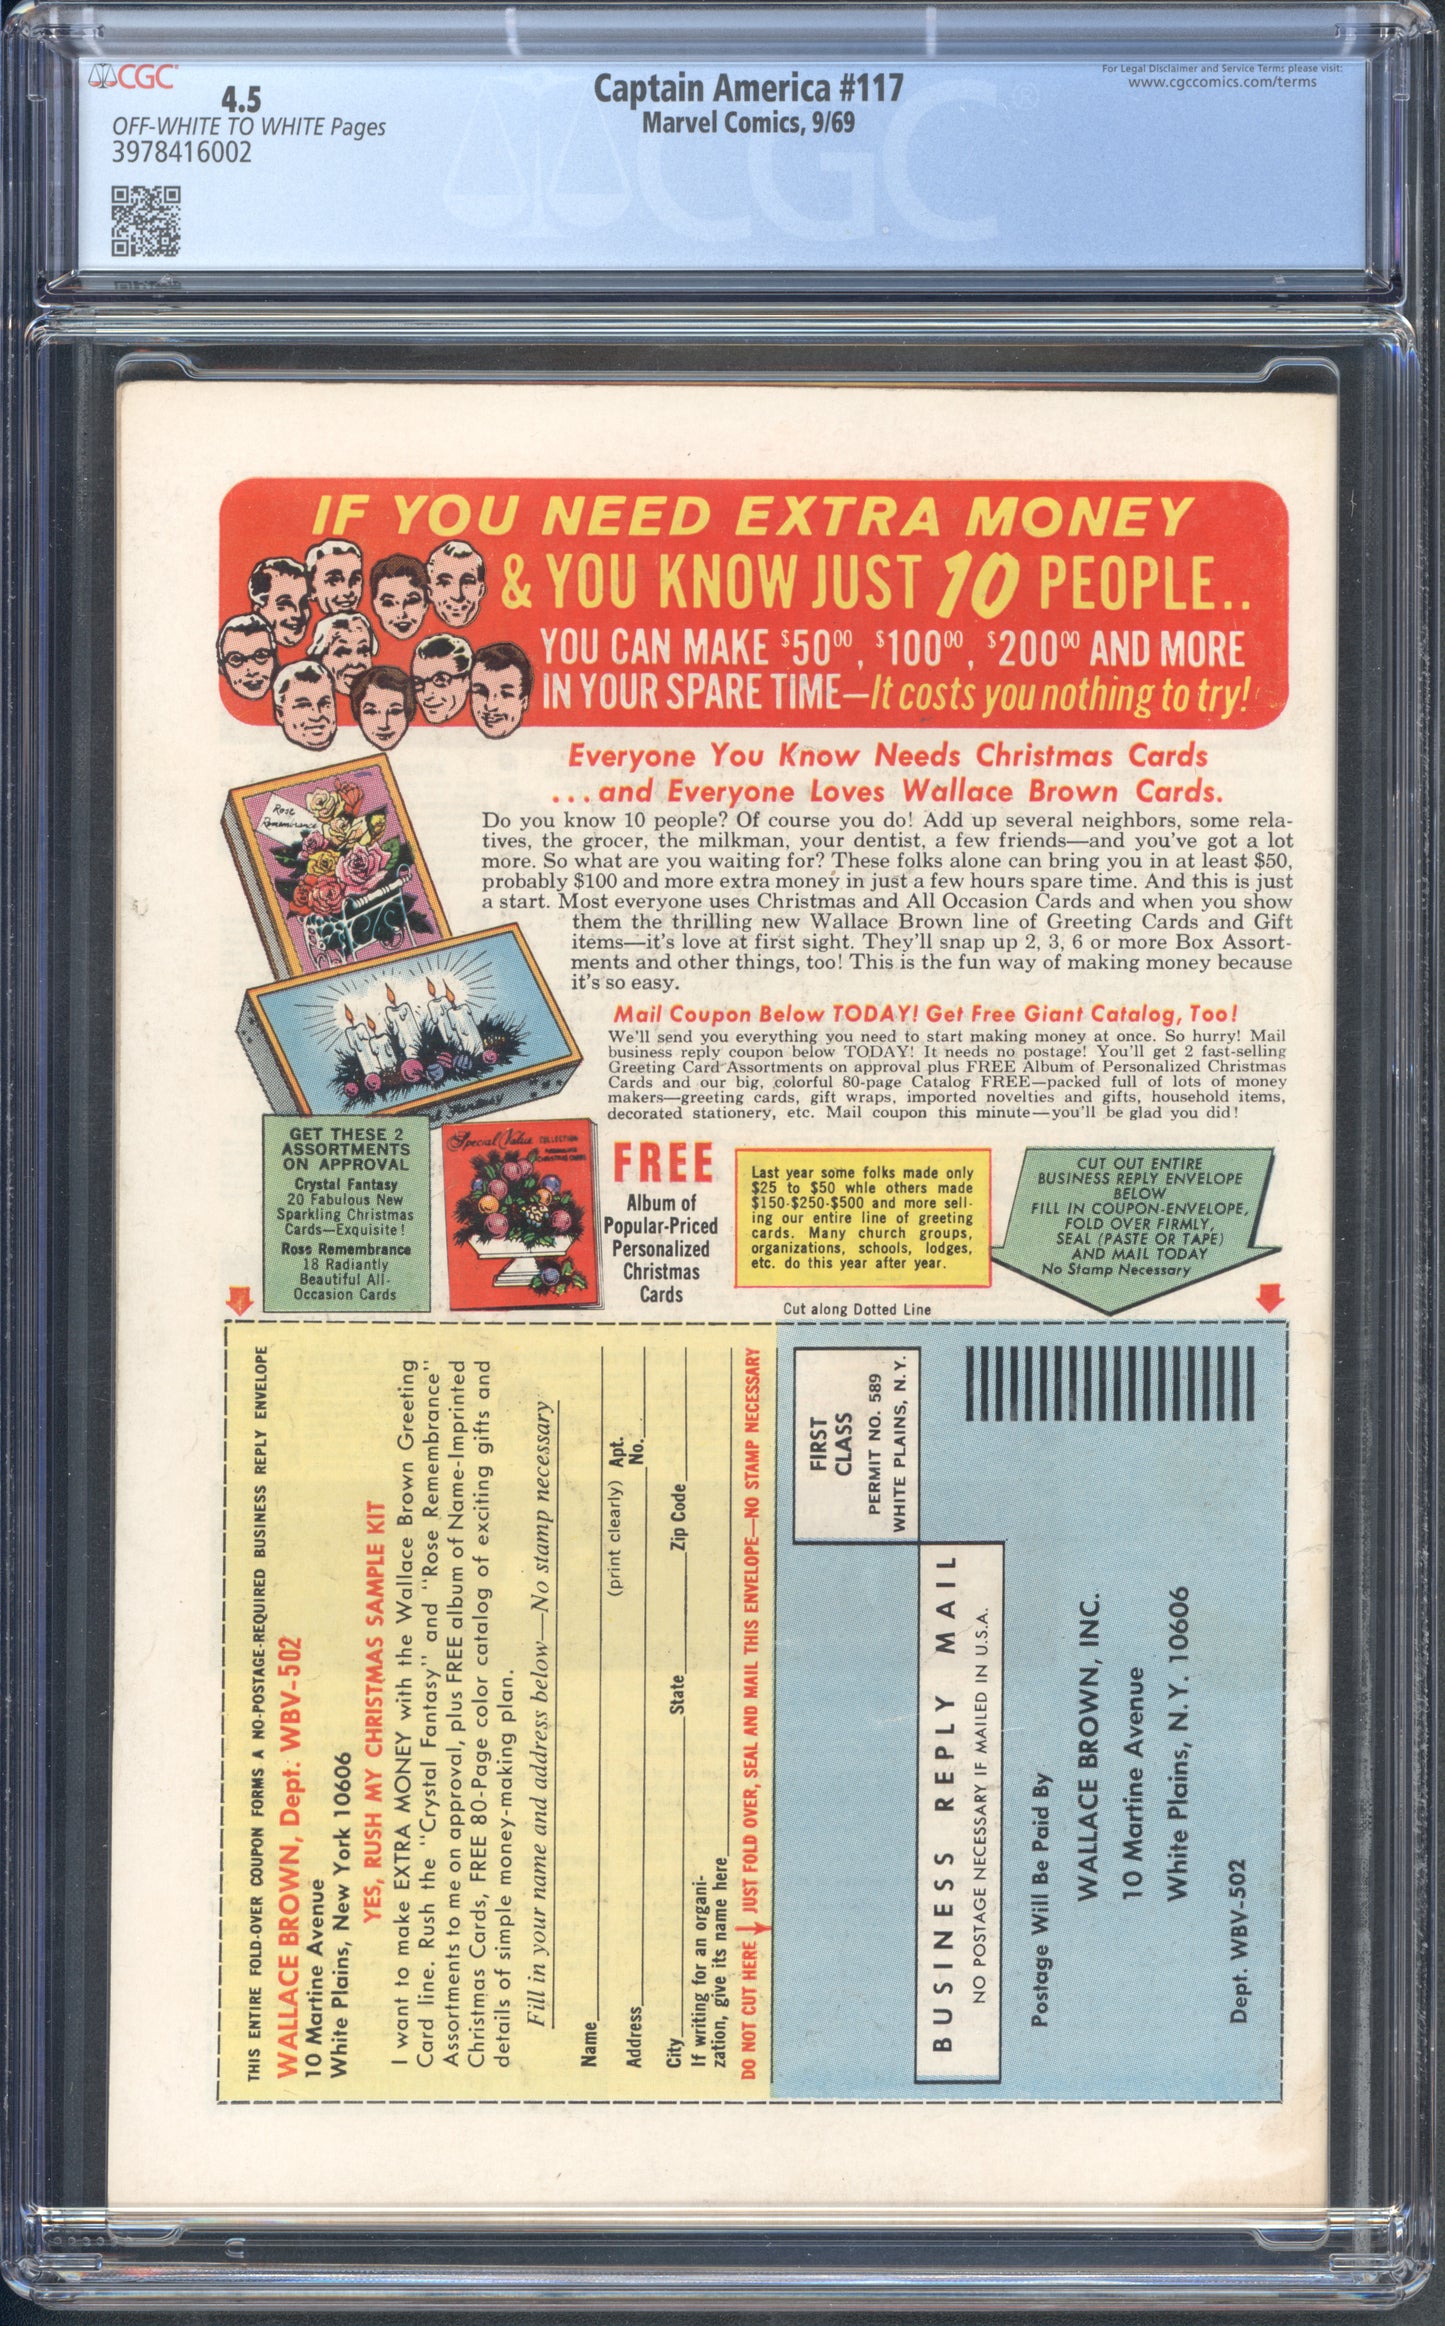 CGC
4.5
OFF-WHITE TO WHITE Pages
3978416002
Captain America #117
Marvel Comics, 9/69
For Legal Disclaimer and Service Terms please visit:
www.cgccomics.com/terms
CGC
IF YOU NEED EXTRA MONEY
& YOU KNOW JUST 10 PEOPLE..
YOU CAN MAKE $50⁰⁰, $100⁰⁰, $200⁰⁰ AND MORE
IN YOUR SPARE TIME—It costs you nothing to try!
Everyone You Know Needs Christmas Cards
...and Everyone Loves Wallace Brown Cards.
Do you know 10 people? Of course you do! Add up several neighbors, some rela-
tives, the grocer, the milkman, your dentist, a few friends—and you've got a lot
more. So what are you waiting for? These folks alone can bring you in at least $50,
probably $100 and more extra money in just a few hours spare time. And this is just
a start. Most everyone uses Christmas and All Occasion Cards and when you show
them the thrilling new Wallace Brown line of Greeting Cards and Gift
items—it's love at first sight. They'll snap up 2, 3, 6 or more Box Assort-
ments and other things, too! This is the fun way of making money because
it's so easy.
Rose
Remembrance
Mail Coupon Below TODAY! Get Free Giant Catalog, Too!
We'll send you everything you need to start making money at once. So hurry! Mail
business reply coupon below TODAY! It needs no postage! You'll get 2 fast-selling
Greeting Card Assortments on approval plus FREE Album of Personalized Christmas
Cards and our big, colorful 80-page Catalog FREE—packed full of lots of money
makers—greeting cards, gift wraps, imported novelties and gifts, household items,
decorated stationery, etc. Mail coupon this minute—you'll be glad you did!
Fantasy
GET THESE 2
ASSORTMENTS
ON APPROVAL
Crystal Fantasy
20 Fabulous New
Sparkling Christmas
Cards—Exquisite!
Rose Remembrance
18 Radiantly
Beautiful All-
Occasion Cards
Special Value COLLECTION
FREE
Album of
Popular-Priced
Personalized
Christmas
Cards
Last year some folks made only
$25 to $50 whle others made
$150-$250-$500 and more sell-
ing our entire line of greeting
cards. Many church groups,
organizations, schools, lodges,
etc. do this year after year.
CUT OUT ENTIRE
BUSINESS REPLY ENVELOPE
BELOW
FILL IN COUPON-ENVELOPE,
FOLD OVER FIRMLY,
SEAL (PASTE OR TAPE)
AND MAIL TODAY
No Stamp Necessary
Cut along Dotted Line
THIS ENTIRE FOLD-OVER COUPON FORMS A NO-POSTAGE-REQUIRED BUSINESS REPLY ENVELOPE
WALLACE BROWN, Dept. WBV-502
10 Martine Avenue
White Plains, New York 10606
YES, RUSH MY CHRISTMAS SAMPLE KIT
I want to make EXTRA MONEY with the Wallace Brown Greeting
Card line. Rush the "Crystal Fantasy" and "Rose Remembrance"
Assortments to me on approval, plus FREE album of Name-Imprinted
Christmas Cards, FREE 80-Page color catalog of exciting gifts and
details of simple money-making plan.
Fill in your name and address below—No stamp necessary
Name
(print clearly)
Address Apt. No.
City State Zip Code
If writing for an organi-
zation, give its name here
DO NOT CUT HERE JUST FOLD OVER, SEAL AND MAIL THIS ENVELOPE—NO STAMP NECESSARY
FIRST
CLASS
PERMIT NO. 589
WHITE PLAINS, N.Y.
BUSINESS REPLY MAIL
NO POSTAGE NECESSARY IF MAILED IN U.S.A.
Postage Will Be Paid By
WALLACE BROWN, INC.
10 Martine Avenue
White Plains, N.Y. 10606
Dept. WBV-502